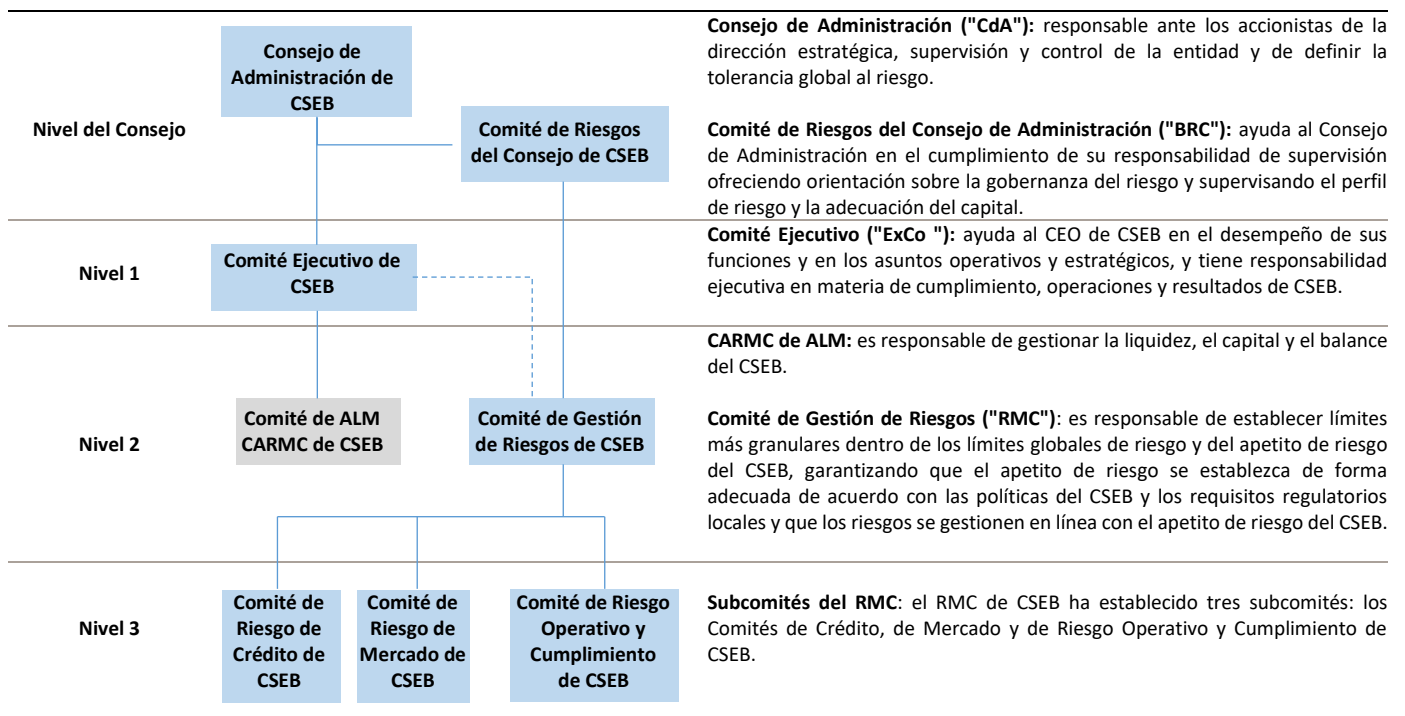 Nivel del Consejo
Consejo de
Administración de
CSEB
Comité de Riesgos
del Consejo de CSEB
Consejo de Administración ("CdA"): responsable ante los accionistas de la
dirección estratégica, supervisión y control de la entidad y de definir la
tolerancia global al riesgo.
Comité de Riesgos del Consejo de Administración ("BRC"): ayuda al Consejo
de Administración en el cumplimiento de su responsabilidad de supervisión
ofreciendo orientación sobre la gobernanza del riesgo y supervisando el perfil
de riesgo y la adecuación del capital.
Nivel 1
Comité Ejecutivo de
CSEB
Comité Ejecutivo ("ExCo "): ayuda al CEO de CSEB en el desempeño de sus
funciones y en los asuntos operativos y estratégicos, y tiene responsabilidad
ejecutiva en materia de cumplimiento, operaciones y resultados de CSEB.
Nivel 2
Comité de ALM
CARMC de CSEB
Comité de Gestión
de Riesgos de CSEB
CARMC de ALM: es responsable de gestionar la liquidez, el capital y el balance
del CSEB.
Comité de Gestión de Riesgos ("RMC"): es responsable de establecer límites
más granulares dentro de los límites globales de riesgo y del apetito de riesgo
del CSEB, garantizando que el apetito de riesgo se establezca de forma
adecuada de acuerdo con las políticas del CSEB y los requisitos regulatorios
locales y que los riesgos se gestionen en línea con el apetito de riesgo del CSEB.
Nivel 3
Comité de
Riesgo de
Crédito de
CSEB
Comité de
Riesgo de
Mercado de
CSEB
Comité de Riesgo
Operativo y
Cumplimiento
de CSEB
Subcomités del RMC: el RMC de CSEB ha establecido tres subcomités: los
Comités de Crédito, de Mercado y de Riesgo Operativo y Cumplimiento de
CSEB.